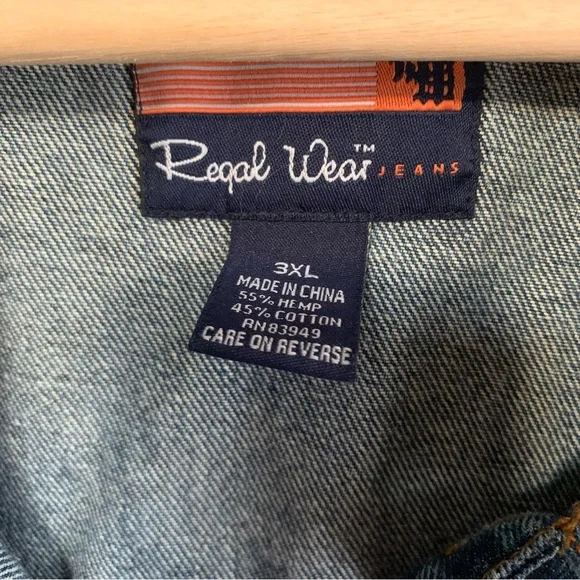 Regal Wear™ JEANS
3XL
MADE IN CHINA
55% HEMP
45% COTTON
RN83949
CARE ON REVERSE